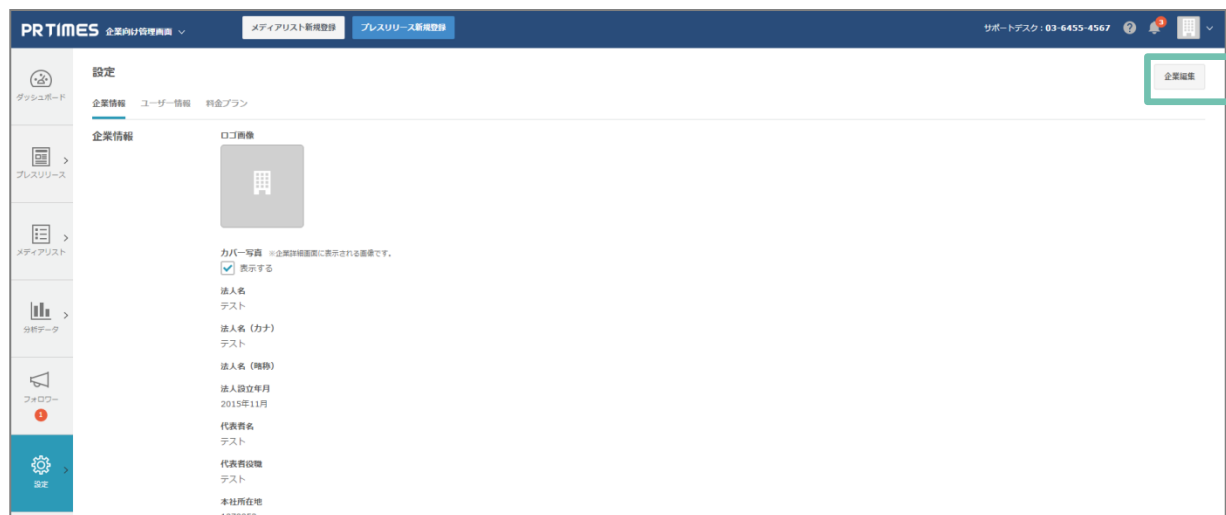 PR TIMES 企業向け管理画面
メディアリスト新規登録
プレスリリース新規登録
サポートデスク : 03-6455-4567
?
3
ダッシュボード
プレスリリース
メディアリスト
分析データ
フォロワー
1
設定
設定
企業編集
企業情報 ユーザー情報 料金プラン
企業情報
ロゴ画像
カバー写真 ※企業詳細画面に表示される画像です。
表示する
法人名
テスト
法人名（カナ）
テスト
法人名（略称）
法人設立年月
2015年11月
代表者名
テスト
代表者役職
テスト
本社所在地